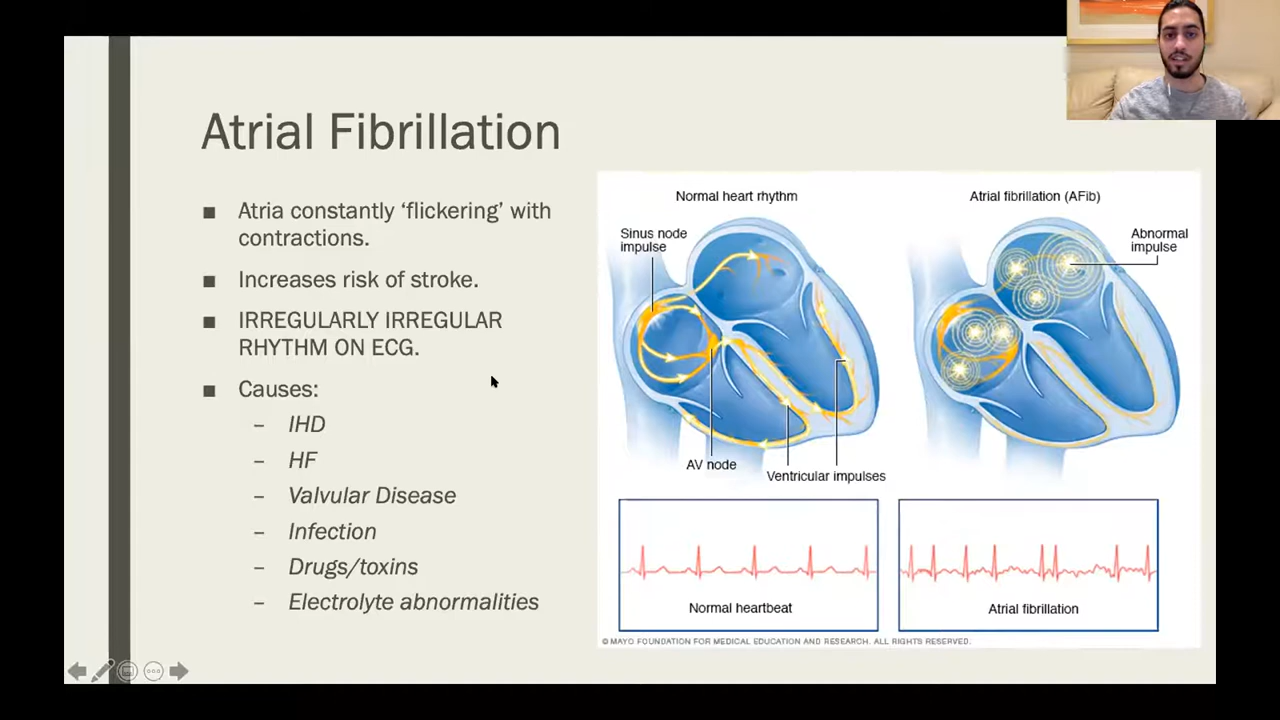 Atrial Fibrillation
■ Atria constantly ‘flickering’ with
contractions.
■ Increases risk of stroke.
■ IRREGULARLY IRREGULAR
RHYTHM ON ECG.
■ Causes:
– IHD
– HF
– Valvular Disease
– Infection
– Drugs/toxins
– Electrolyte abnormalities
Normal heart rhythm
Sinus node
impulse
AV node
Ventricular impulses
Atrial fibrillation (AFib)
Abnormal
impulse
Normal heartbeat
Atrial fibrillation
© MAYO FOUNDATION FOR MEDICAL EDUCATION AND RESEARCH. ALL RIGHTS RESERVED.